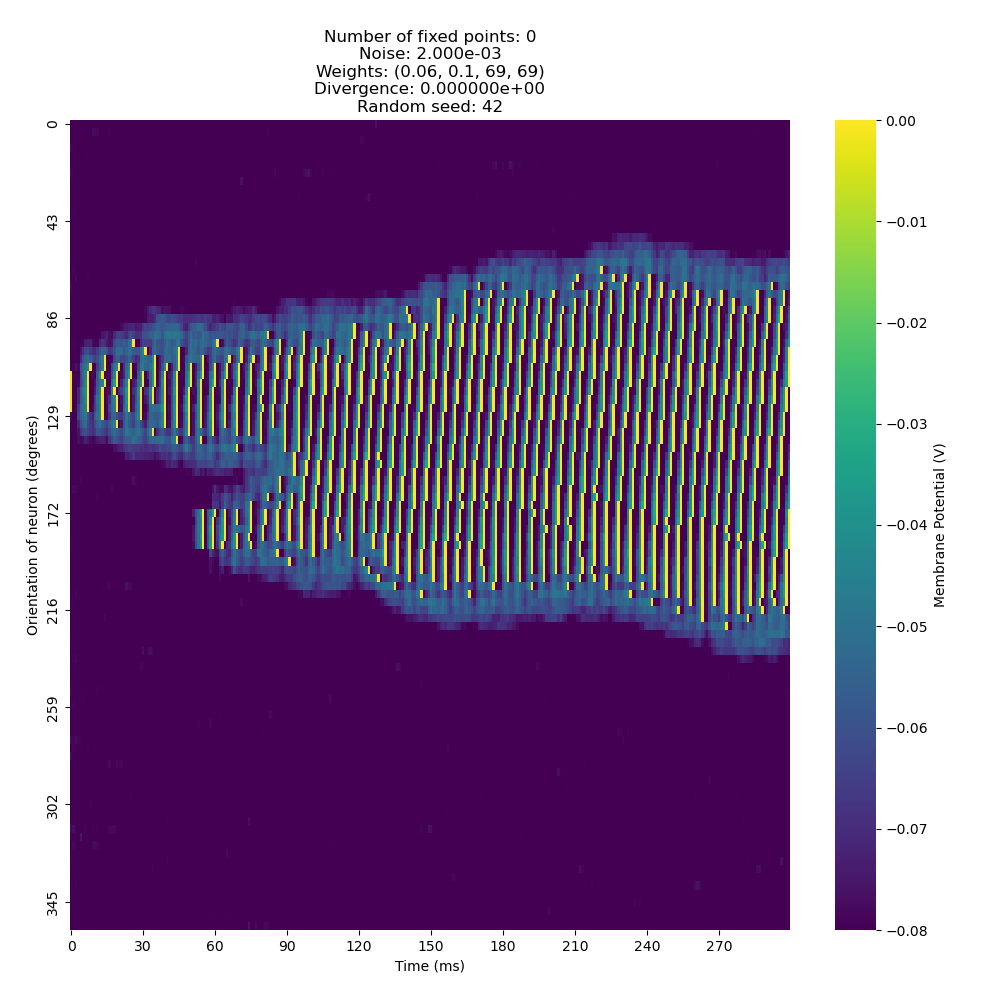 Number of fixed points: 0
Noise: 2.000e-03
Weights: (0.06, 0.1, 69, 69)
Divergence: 0.000000e+00
Random seed: 42
Orientation of neuron (degrees)
0
43
86
129
172
216
259
302
345
0 30 60 90 120 150 180 210 240 270
Time (ms)
0.00
−0.01
−0.02
−0.03
−0.04
−0.05
−0.06
−0.07
−0.08
Membrane Potential (V)